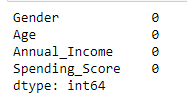 Gender 0
Age 0
Annual_Income 0
Spending_Score 0
dtype: int64